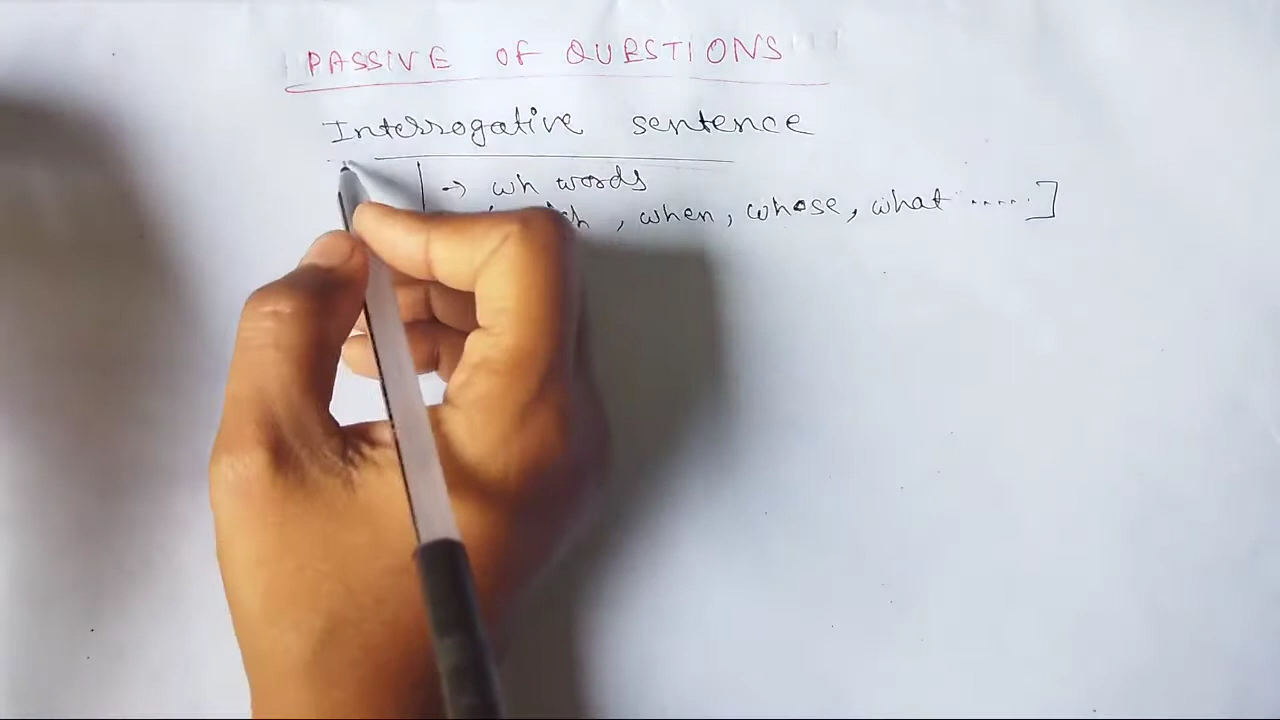 PASSIVE OF QUESTIONS
Interrogative sentence
→ wh words
, when, whose, what ..... ]